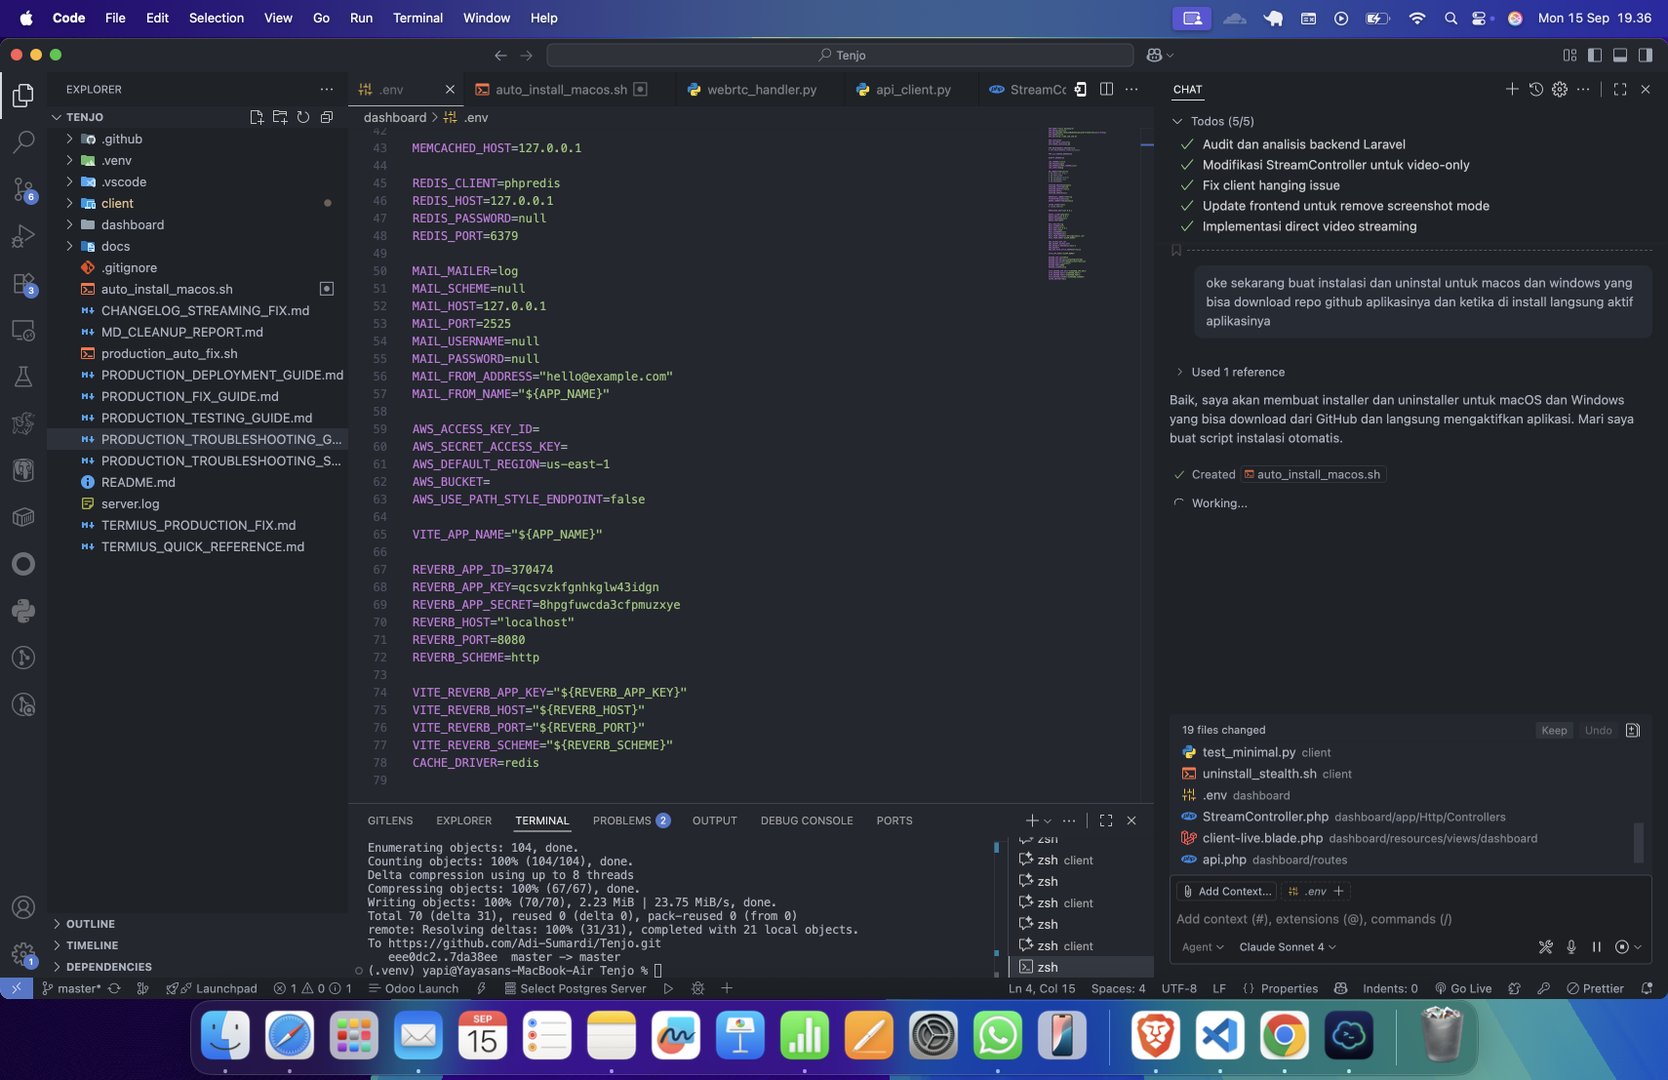 Code File Edit Selection View Go Run Terminal Window Help Mon 15 Sep 19.36
Tenjo
EXPLORER
TENJO
.github
.venv
.vscode
client
dashboard
docs
.gitignore
auto_install_macos.sh
CHANGELOG_STREAMING_FIX.md
MD_CLEANUP_REPORT.md
production_auto_fix.sh
PRODUCTION_DEPLOYMENT_GUIDE.md
PRODUCTION_FIX_GUIDE.md
PRODUCTION_TESTING_GUIDE.md
PRODUCTION_TROUBLESHOOTING_G...
PRODUCTION_TROUBLESHOOTING_S...
README.md
server.log
TERMIUS_PRODUCTION_FIX.md
TERMIUS_QUICK_REFERENCE.md
OUTLINE
TIMELINE
DEPENDENCIES
6
3
1
.env auto_install_macos.sh webrtc_handler.py api_client.py StreamCo
dashboard > .env
42
43 MEMCACHED_HOST=127.0.0.1
44
45 REDIS_CLIENT=phpredis
46 REDIS_HOST=127.0.0.1
47 REDIS_PASSWORD=null
48 REDIS_PORT=6379
49
50 MAIL_MAILER=log
51 MAIL_SCHEME=null
52 MAIL_HOST=127.0.0.1
53 MAIL_PORT=2525
54 MAIL_USERNAME=null
55 MAIL_PASSWORD=null
56 MAIL_FROM_ADDRESS="hello@example.com"
57 MAIL_FROM_NAME="${APP_NAME}"
58
59 AWS_ACCESS_KEY_ID=
60 AWS_SECRET_ACCESS_KEY=
61 AWS_DEFAULT_REGION=us-east-1
62 AWS_BUCKET=
63 AWS_USE_PATH_STYLE_ENDPOINT=false
64
65 VITE_APP_NAME="${APP_NAME}"
66
67 REVERB_APP_ID=370474
68 REVERB_APP_KEY=qcsvzkfgnhkglw43idgn
69 REVERB_APP_SECRET=8hpgfuwcda3cfpmuzxye
70 REVERB_HOST="localhost"
71 REVERB_PORT=8080
72 REVERB_SCHEME=http
73
74 VITE_REVERB_APP_KEY="${REVERB_APP_KEY}"
75 VITE_REVERB_HOST="${REVERB_HOST}"
76 VITE_REVERB_PORT="${REVERB_PORT}"
77 VITE_REVERB_SCHEME="${REVERB_SCHEME}"
78 CACHE_DRIVER=redis
79
GITLENS EXPLORER TERMINAL PROBLEMS 2 OUTPUT DEBUG CONSOLE PORTS
Enumerating objects: 104, done.
Counting objects: 100% (104/104), done.
Delta compression using up to 8 threads
Compressing objects: 100% (67/67), done.
Writing objects: 100% (70/70), 2.23 MiB | 23.75 MiB/s, done.
Total 70 (delta 31), reused 0 (delta 0), pack-reused 0 (from 0)
remote: Resolving deltas: 100% (31/31), completed with 21 local objects.
To https://github.com/Adi-Sumardi/Tenjo.git
eee0dc2..7da38ee master -> master
(.venv) yapi@Yayasans-MacBook-Air Tenjo %
zsh
zsh client
zsh
zsh client
zsh
zsh client
zsh
CHAT
Todos (5/5)
Audit dan analisis backend Laravel
Modifikasi StreamController untuk video-only
Fix client hanging issue
Update frontend untuk remove screenshot mode
Implementasi direct video streaming
oke sekarang buat instalasi dan uninstal untuk macos dan windows yang
bisa download repo github aplikasinya dan ketika di install langsung aktif
aplikasinya
Used 1 reference
Baik, saya akan membuat installer dan uninstaller untuk macOS dan Windows
yang bisa download dari GitHub dan langsung mengaktifkan aplikasi. Mari saya
buat script instalasi otomatis.
Created auto_install_macos.sh
Working...
19 files changed Keep Undo
test_minimal.py client
uninstall_stealth.sh client
.env dashboard
StreamController.php dashboard/app/Http/Controllers
client-live.blade.php dashboard/resources/views/dashboard
api.php dashboard/routes
Add Context... .env +
Add context (#), extensions (@), commands (/)
Agent Claude Sonnet 4
master* Launchpad 1 0 1 Odoo Launch Select Postgres Server Ln 4, Col 15 Spaces: 4 UTF-8 LF {} Properties Indents: 0 Go Live Prettier
SEP
15